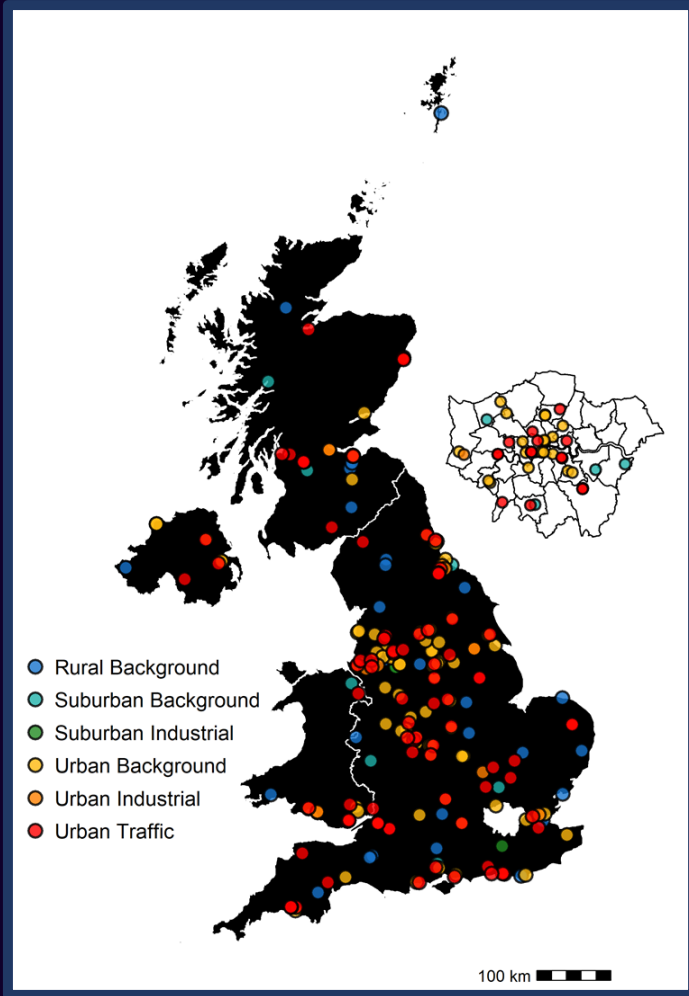 Rural Background
Suburban Background
Suburban Industrial
Urban Background
Urban Industrial
Urban Traffic
100 km